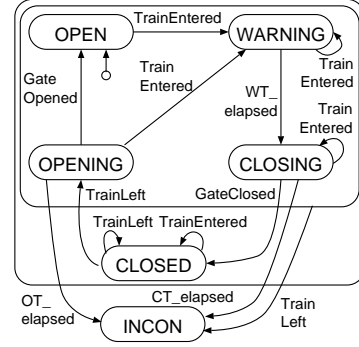 TrainEntered
OPEN
WARNING
Gate
Opened
Train
Entered
Train
Entered
WT_
elapsed
Train
Entered
OPENING
CLOSING
TrainLeft
GateClosed
TrainLeft
TrainEntered
CLOSED
OT_
elapsed
CT_elapsed
Train
Left
INCON